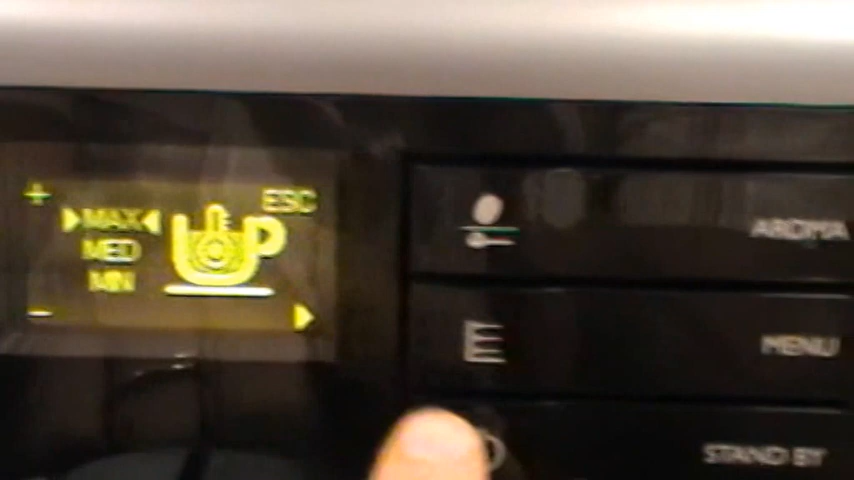 ESC
MAX
MED
MIN
AROMA
MENU
STAND BY